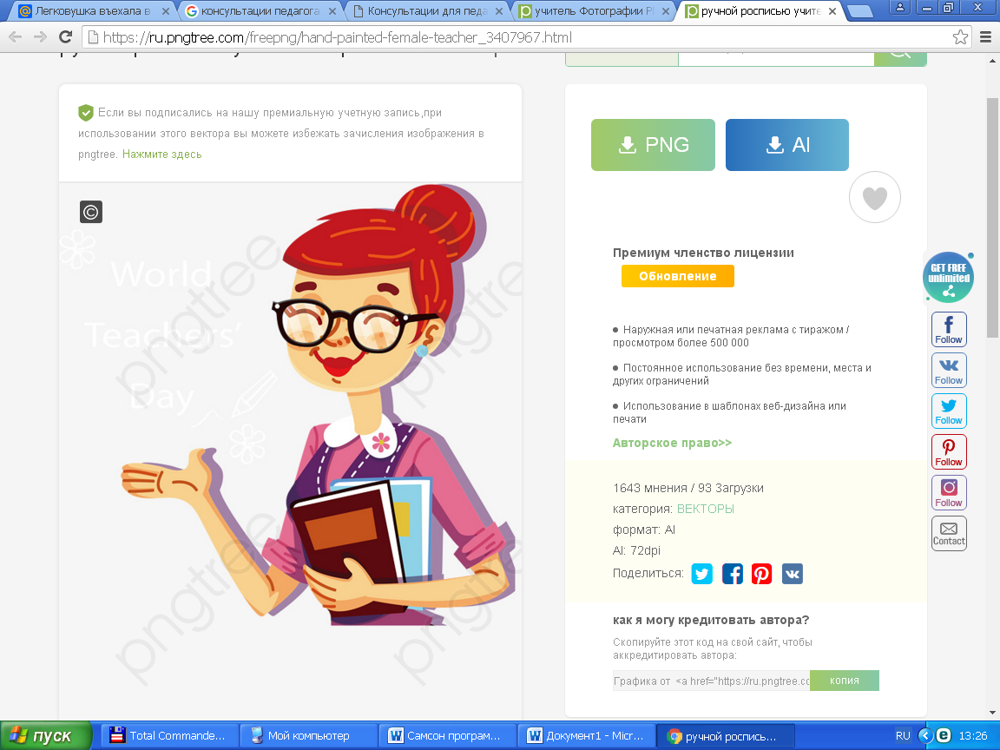 Легковушка въехала в
консультации педагога
Консультации для педа
учитель Фотографии P
ручной росписью учите
https://ru.pngtree.com/freepng/hand-painted-female-teacher_3407967.html
Если вы подписались на нашу премиальную учетную запись,при
использовании этого вектора вы можете избежать зачисления изображения в
pngtree. Нажмите здесь
©
World
Teachers'
Day
pngtree
pngtree
pngtree
pngtree
PNG
AI
Премиум членство лицензии
Обновление
• Наружная или печатная реклама с тиражом /
просмотром более 500 000
• Постоянное использование без времени, места и
других ограничений
• Использование в шаблонах веб-дизайна или
печати
Авторское право>>
1643 мнения / 93 Загрузки
категория: ВЕКТОРЫ
формат: AI
AI: 72dpi
Поделиться:
как я могу кредитовать автора?
Скопируйте этот код на свой сайт, чтобы
аккредитировать автора:
Графика от <a href="https://ru.pngtree.co
копия
GET FREE
unlimited
Follow
Follow
Follow
Follow
Follow
Contact
пуск
Total Commande...
Мой компьютер
Самсон програм...
Документ1 - Micr...
ручной роспись...
RU
13:26